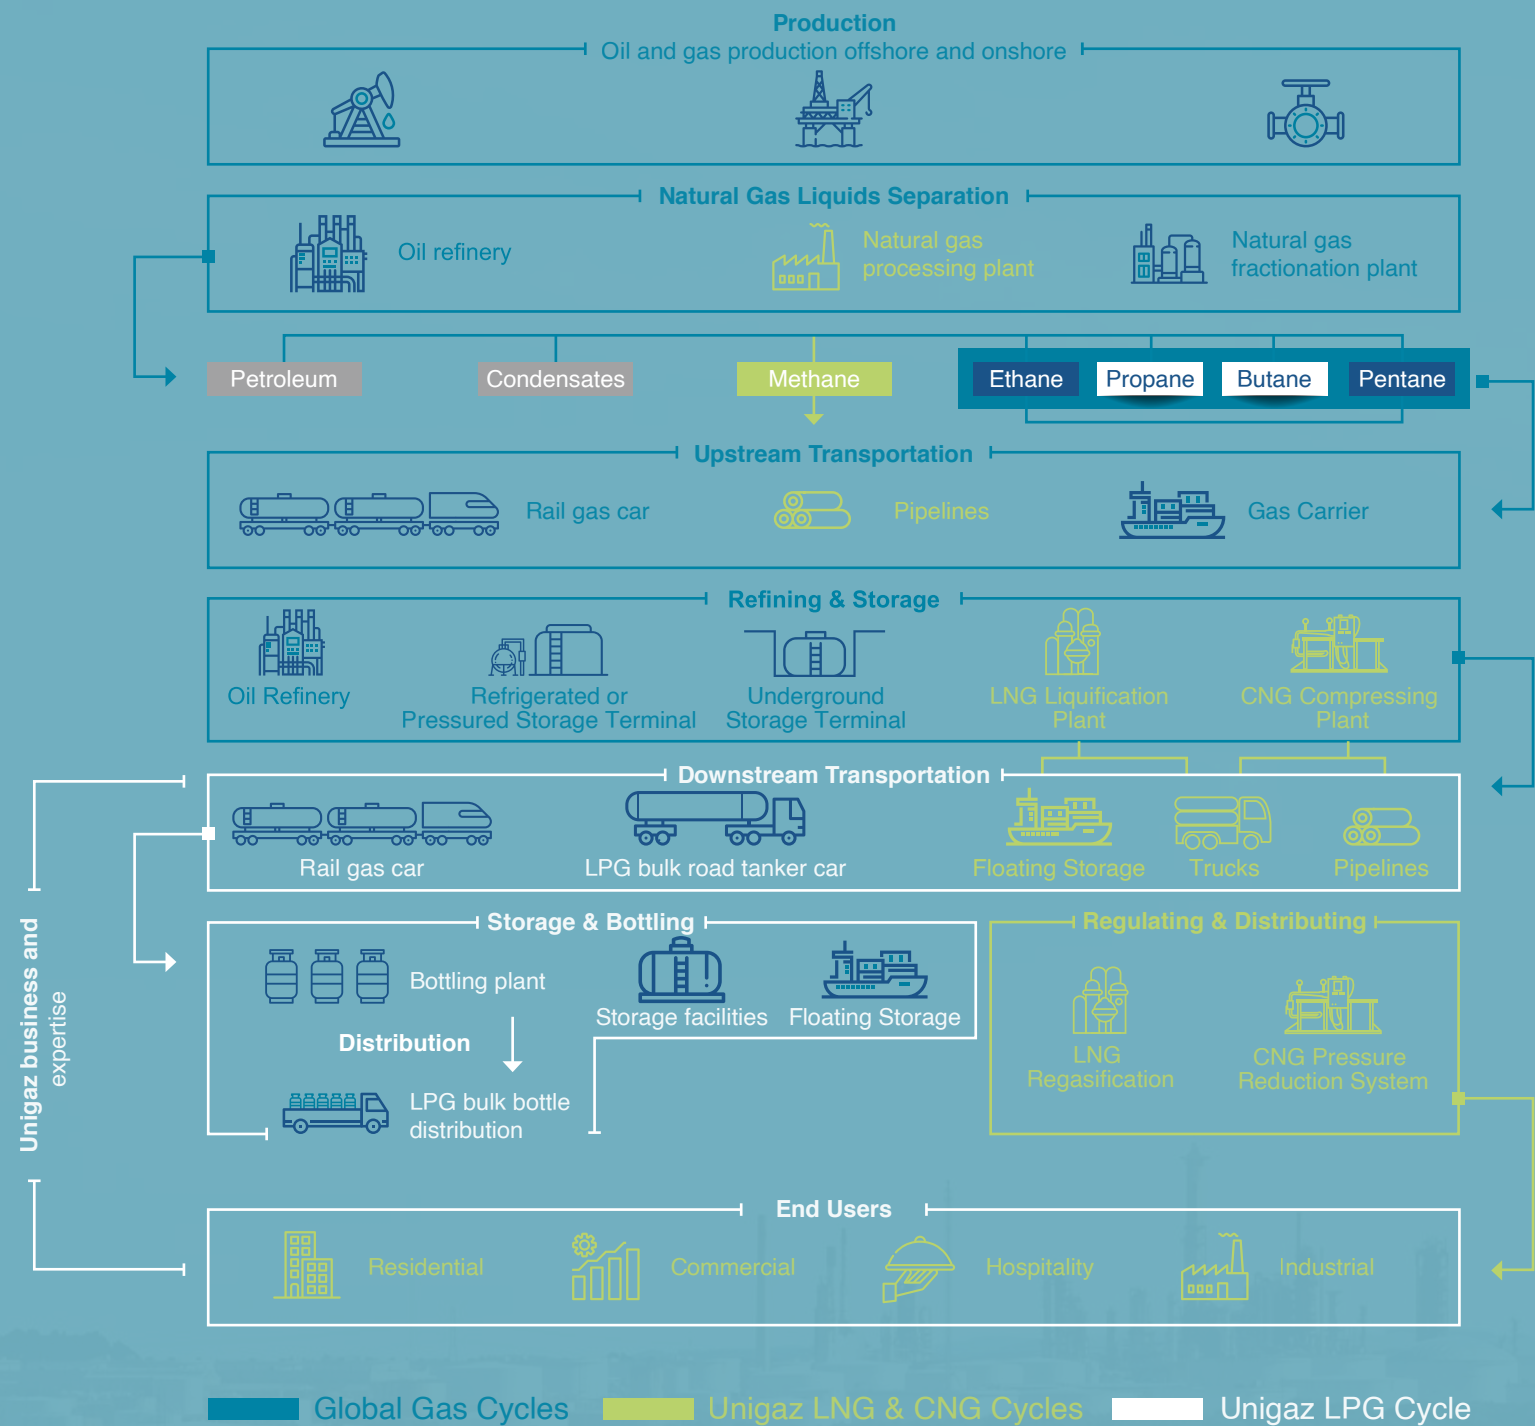 Production
Oil and gas production offshore and onshore
Natural Gas Liquids Separation
Oil refinery
Natural gas
processing plant
Natural gas
fractionation plant
Petroleum
Condensates
Methane
Ethane
Propane
Butane
Pentane
Upstream Transportation
Rail gas car
Pipelines
Gas Carrier
Refining & Storage
Oil Refinery
Refrigerated or
Pressured Storage Terminal
Underground
Storage Terminal
LNG Liquification
Plant
CNG Compressing
Plant
Downstream Transportation
Rail gas car
LPG bulk road tanker car
Floating Storage
Trucks
Pipelines
Unigaz business and
expertise
Storage & Bottling
Bottling plant
Storage facilities
Floating Storage
Distribution
LPG bulk bottle
distribution
Regulating & Distributing
LNG
Regasification
CNG Pressure
Reduction System
End Users
Residential
Commercial
Hospitality
Industrial
Global Gas Cycles
Unigaz LNG & CNG Cycles
Unigaz LPG Cycle